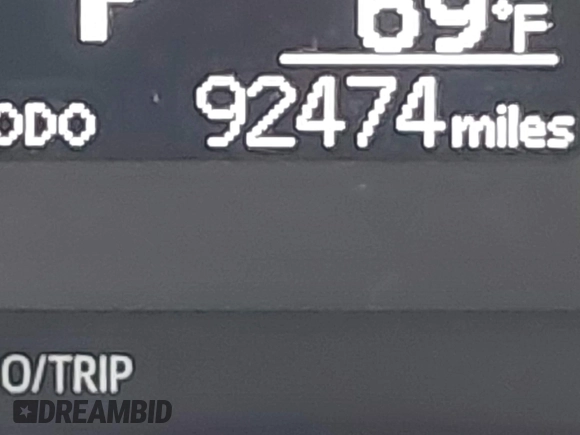 P
69°F
ODO 92474 miles
O/TRIP
DREAMBID